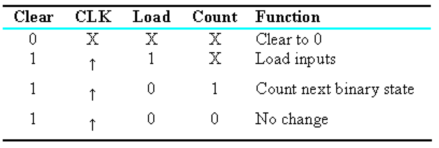 Clear CLK Load Count Function
0 X X X Clear to 0
1 ↑ 1 X Load inputs
1 ↑ 0 1 Count next binary state
1 ↑ 0 0 No change